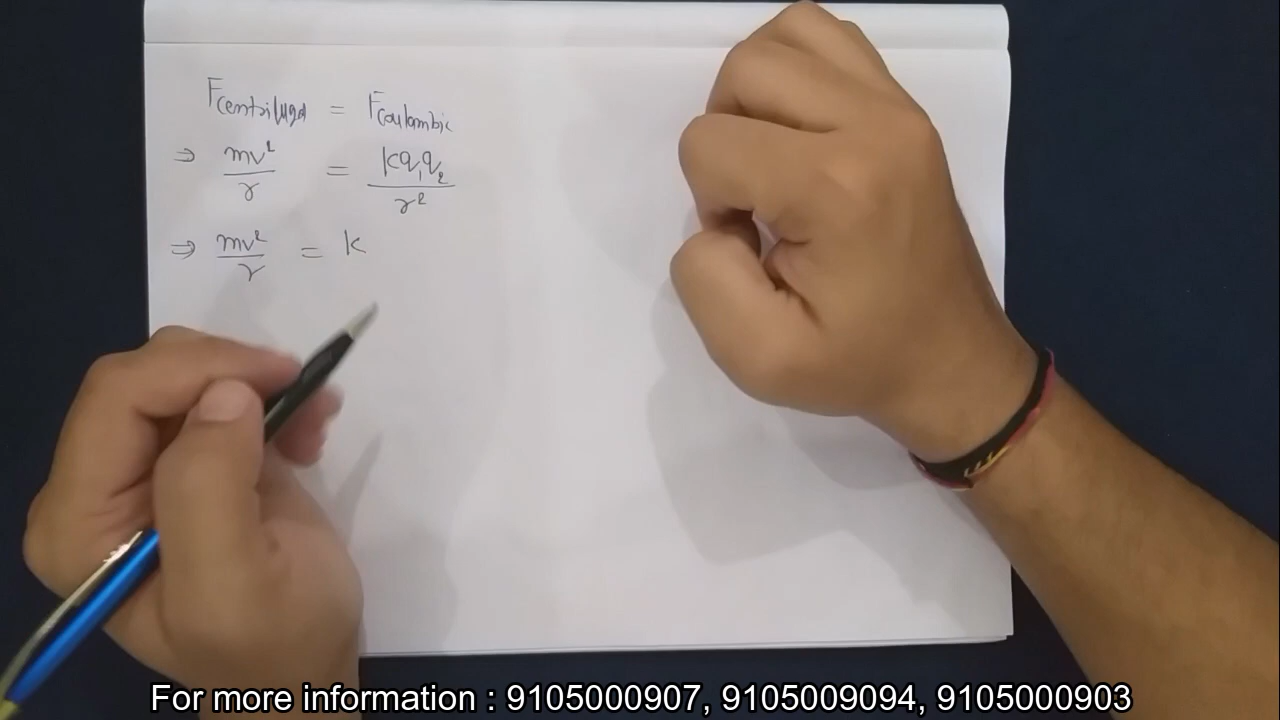 Fcentrifugal = Fcoulombic
⇒ mv²/r = kq₁q₂/r²
⇒ mv²/r = k
For more information : 9105000907, 9105009094, 9105000903